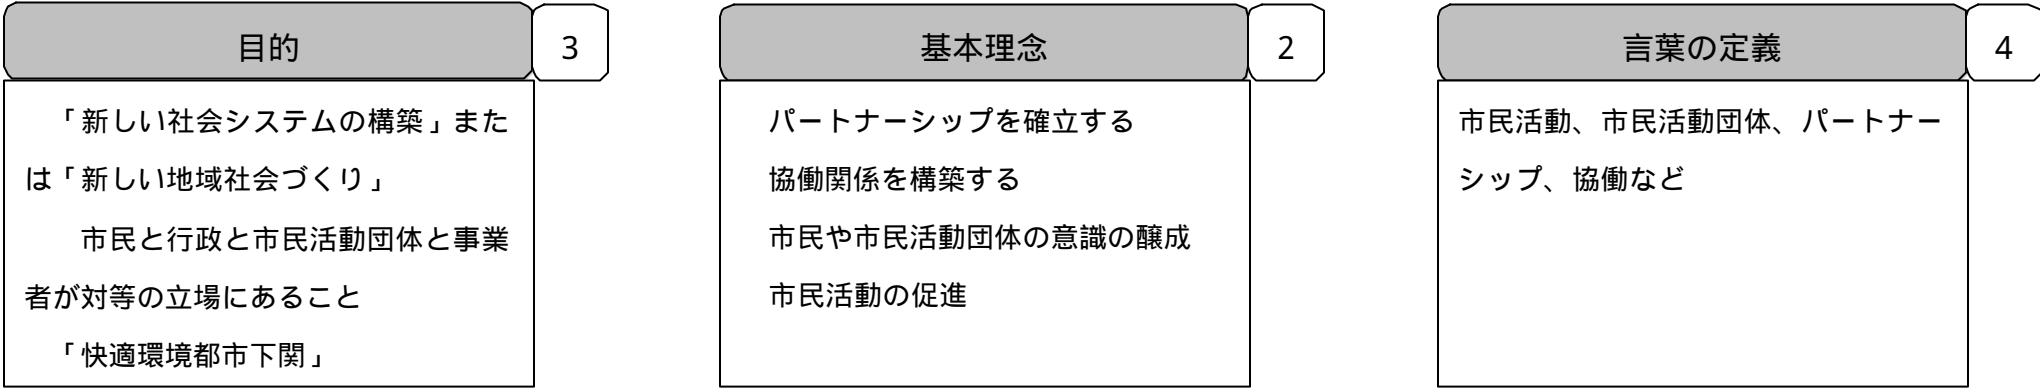 目的
3
「新しい社会システムの構築」また
は「新しい地域社会づくり」
市民と行政と市民活動団体と事業
者が対等の立場にあること
「快適環境都市下関」
基本理念
2
パートナーシップを確立する
協働関係を構築する
市民や市民活動団体の意識の醸成
市民活動の促進
言葉の定義
4
市民活動、市民活動団体、パートナー
シップ、協働など